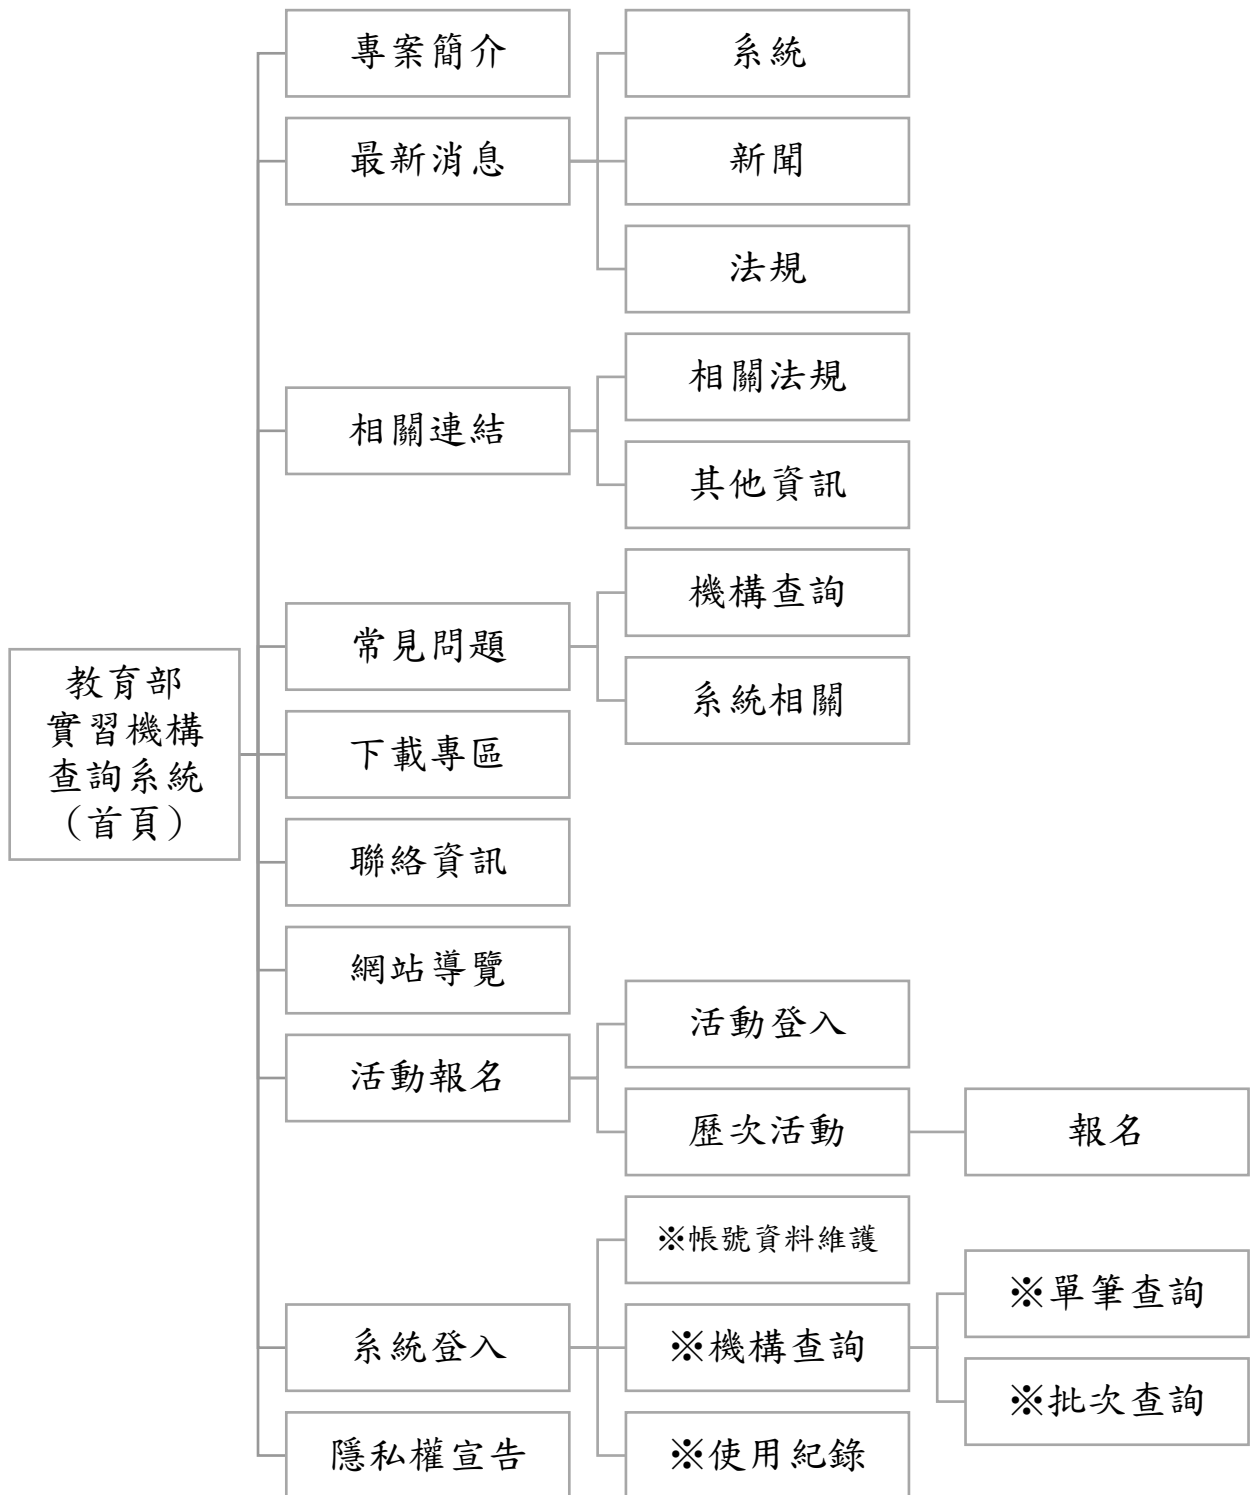 教育部
實習機構
查詢系統
（首頁）
專案簡介
最新消息
系統
新聞
法規
相關連結
相關法規
其他資訊
常見問題
機構查詢
系統相關
下載專區
聯絡資訊
網站導覽
活動報名
活動登入
歷次活動
報名
系統登入
※帳號資料維護
※機構查詢
※單筆查詢
※批次查詢
※使用紀錄
隱私權宣告